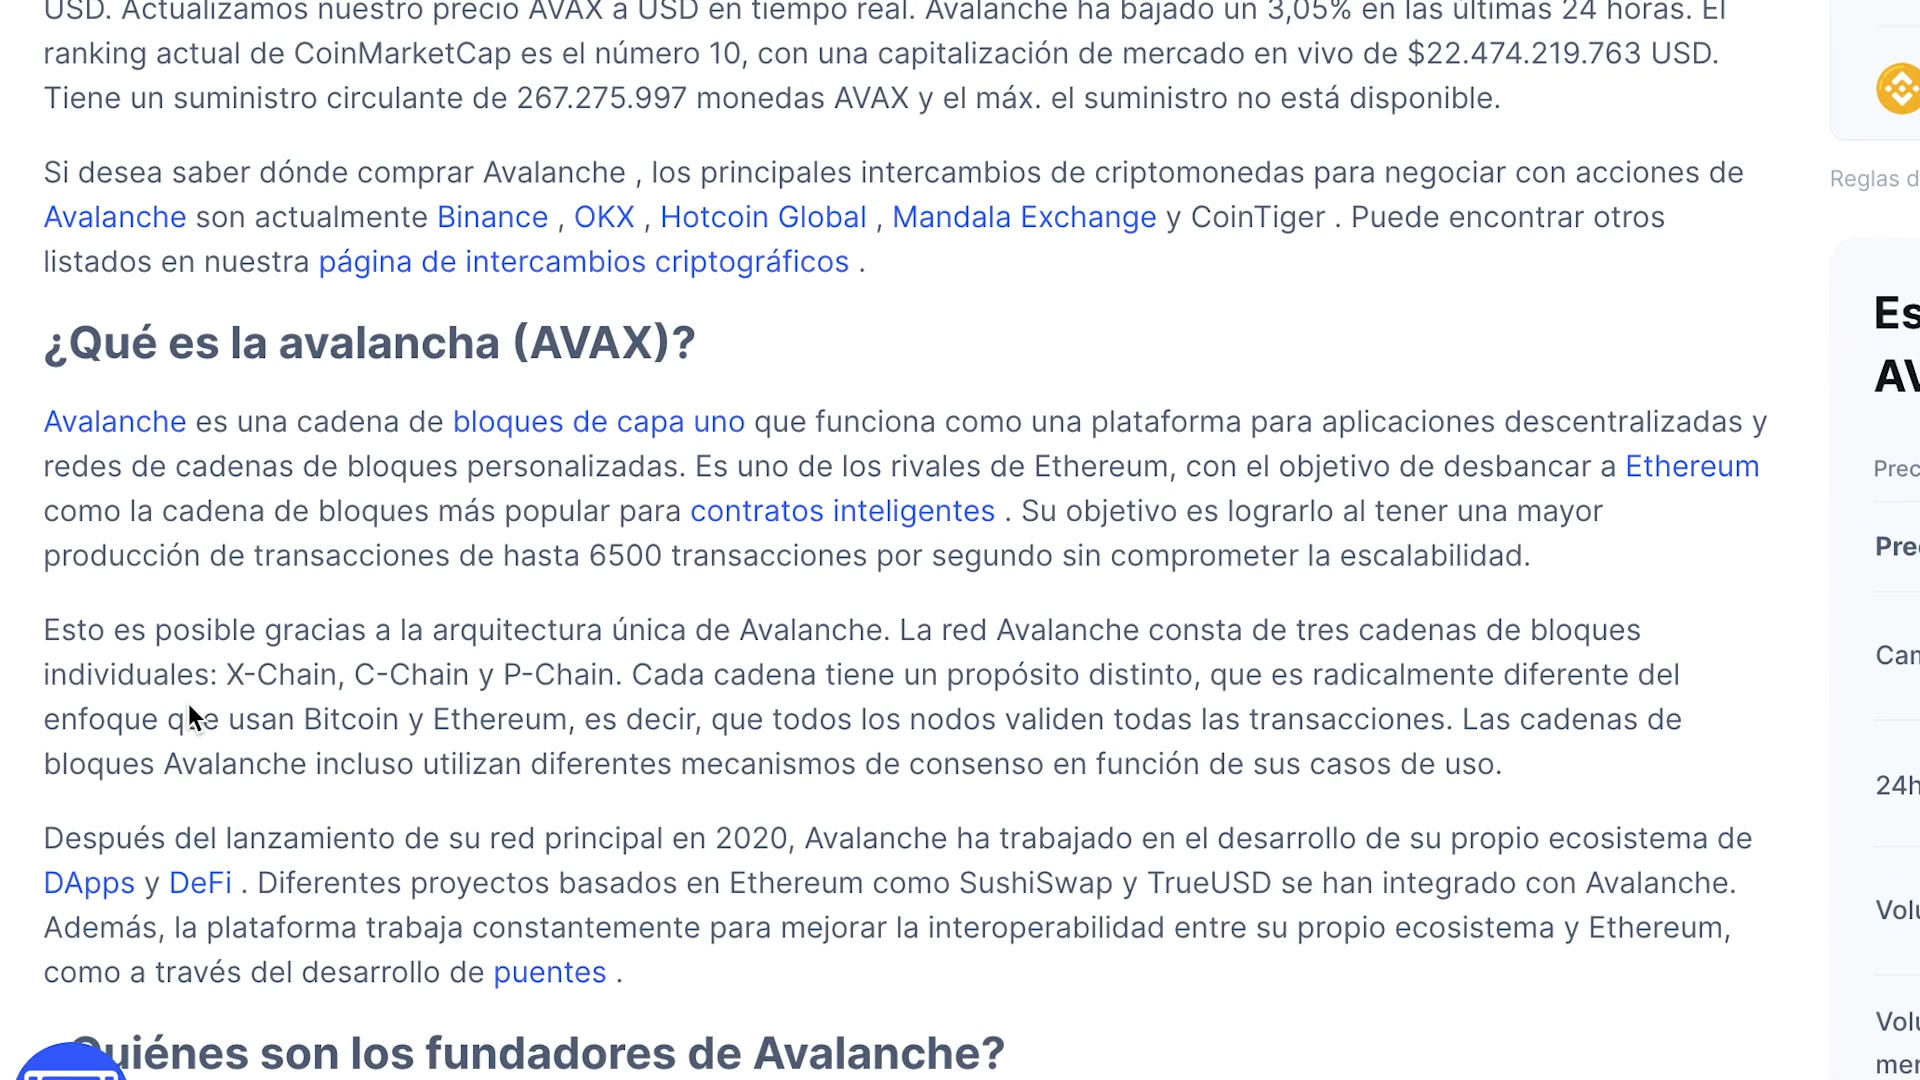 USD. Actualizamos nuestro precio AVAX a USD en tiempo real. Avalanche ha bajado un 3,05% en las últimas 24 horas. El
ranking actual de CoinMarketCap es el número 10, con una capitalización de mercado en vivo de $22.474.219.763 USD.
Tiene un suministro circulante de 267.275.997 monedas AVAX y el máx. el suministro no está disponible.
Si desea saber dónde comprar Avalanche , los principales intercambios de criptomonedas para negociar con acciones de
Avalanche son actualmente Binance , OKX , Hotcoin Global , Mandala Exchange y CoinTiger . Puede encontrar otros
listados en nuestra página de intercambios criptográficos .
¿Qué es la avalancha (AVAX)?
Avalanche es una cadena de bloques de capa uno que funciona como una plataforma para aplicaciones descentralizadas y
redes de cadenas de bloques personalizadas. Es uno de los rivales de Ethereum, con el objetivo de desbancar a Ethereum
como la cadena de bloques más popular para contratos inteligentes . Su objetivo es lograrlo al tener una mayor
producción de transacciones de hasta 6500 transacciones por segundo sin comprometer la escalabilidad.
Esto es posible gracias a la arquitectura única de Avalanche. La red Avalanche consta de tres cadenas de bloques
individuales: X-Chain, C-Chain y P-Chain. Cada cadena tiene un propósito distinto, que es radicalmente diferente del
enfoque que usan Bitcoin y Ethereum, es decir, que todos los nodos validen todas las transacciones. Las cadenas de
bloques Avalanche incluso utilizan diferentes mecanismos de consenso en función de sus casos de uso.
Después del lanzamiento de su red principal en 2020, Avalanche ha trabajado en el desarrollo de su propio ecosistema de
DApps y DeFi . Diferentes proyectos basados en Ethereum como SushiSwap y TrueUSD se han integrado con Avalanche.
Además, la plataforma trabaja constantemente para mejorar la interoperabilidad entre su propio ecosistema y Ethereum,
como a través del desarrollo de puentes .
Quiénes son los fundadores de Avalanche?
Reglas d
Es
AV
Prec
Prec
Cam
24h
Volu
Volu
mer